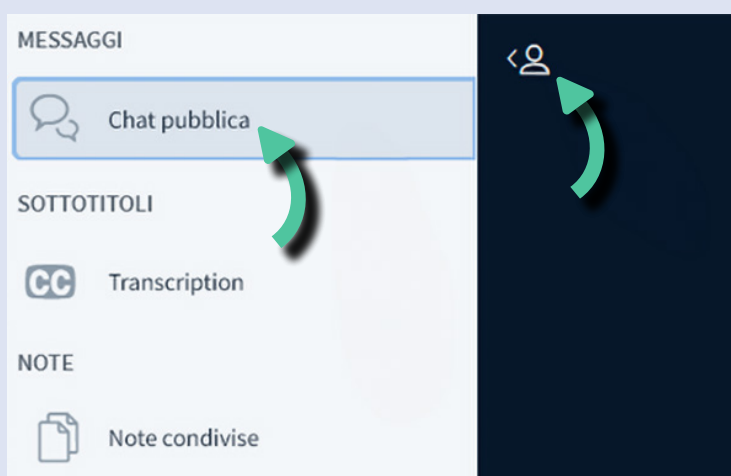 MESSAGGI
Chat pubblica
SOTTOTITOLI
CC
Transcription
NOTE
Note condivise